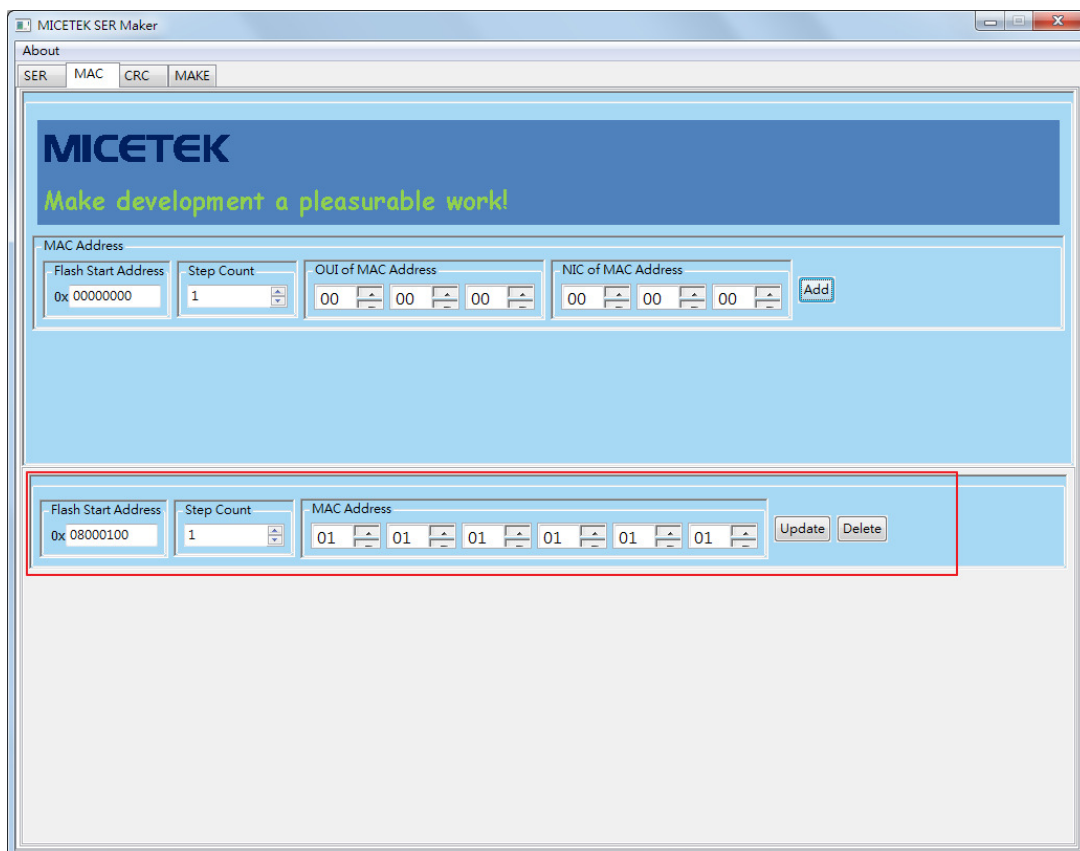 MICETEK SER Maker
About
SER MAC CRC MAKE
MICETEK
Make development a pleasurable work!
MAC Address
Flash Start Address Step Count OUI of MAC Address NIC of MAC Address
0x 00000000 1 00 00 00 00 00 00 Add
Flash Start Address Step Count MAC Address
0x 08000100 1 01 01 01 01 01 01 Update Delete